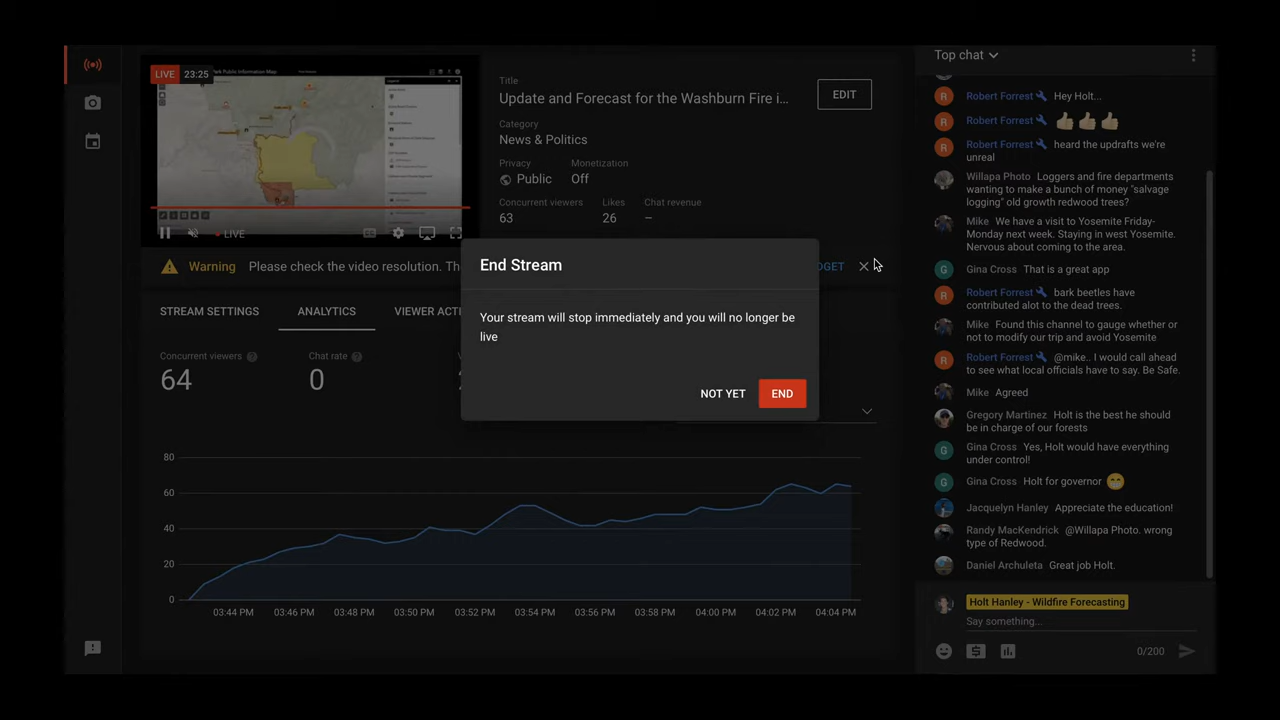 LIVE 23:25
Park Public Information Map
LIVE
Title
Update and Forecast for the Washburn Fire i...
EDIT
Category
News & Politics
Privacy
Monetization
Public
Off
Concurrent viewers
Likes
Chat revenue
63
26
–
Warning
Please check the video resolution. Th
DGET
STREAM SETTINGS
ANALYTICS
VIEWER ACTI
Concurrent viewers
Chat rate
64
0
End Stream
Your stream will stop immediately and you will no longer be
live
NOT YET
END
80
60
40
20
0
03:44 PM
03:46 PM
03:48 PM
03:50 PM
03:52 PM
03:54 PM
03:56 PM
03:58 PM
04:00 PM
04:02 PM
04:04 PM
Top chat
Robert Forrest Hey Holt...
Robert Forrest 👍🏻👍🏻👍🏻
Robert Forrest heard the updrafts we're
unreal
Willapa Photo Loggers and fire departments
wanting to make a bunch of money "salvage
logging" old growth redwood trees?
Mike We have a visit to Yosemite Friday-
Monday next week. Staying in west Yosemite.
Nervous about coming to the area.
Gina Cross That is a great app
Robert Forrest bark beetles have
contributed alot to the dead trees.
Mike Found this channel to gauge whether or
not to modify our trip and avoid Yosemite
Robert Forrest @mike.. I would call ahead
to see what local officials have to say. Be Safe.
Mike Agreed
Gregory Martinez Holt is the best he should
be in charge of our forests
Gina Cross Yes, Holt would have everything
under control!
Gina Cross Holt for governor 😁
Jacquelyn Hanley Appreciate the education!
Randy MacKendrick @Willapa Photo. wrong
type of Redwood.
Daniel Archuleta Great job Holt.
Holt Hanley - Wildfire Forecasting
Say something...
0/200